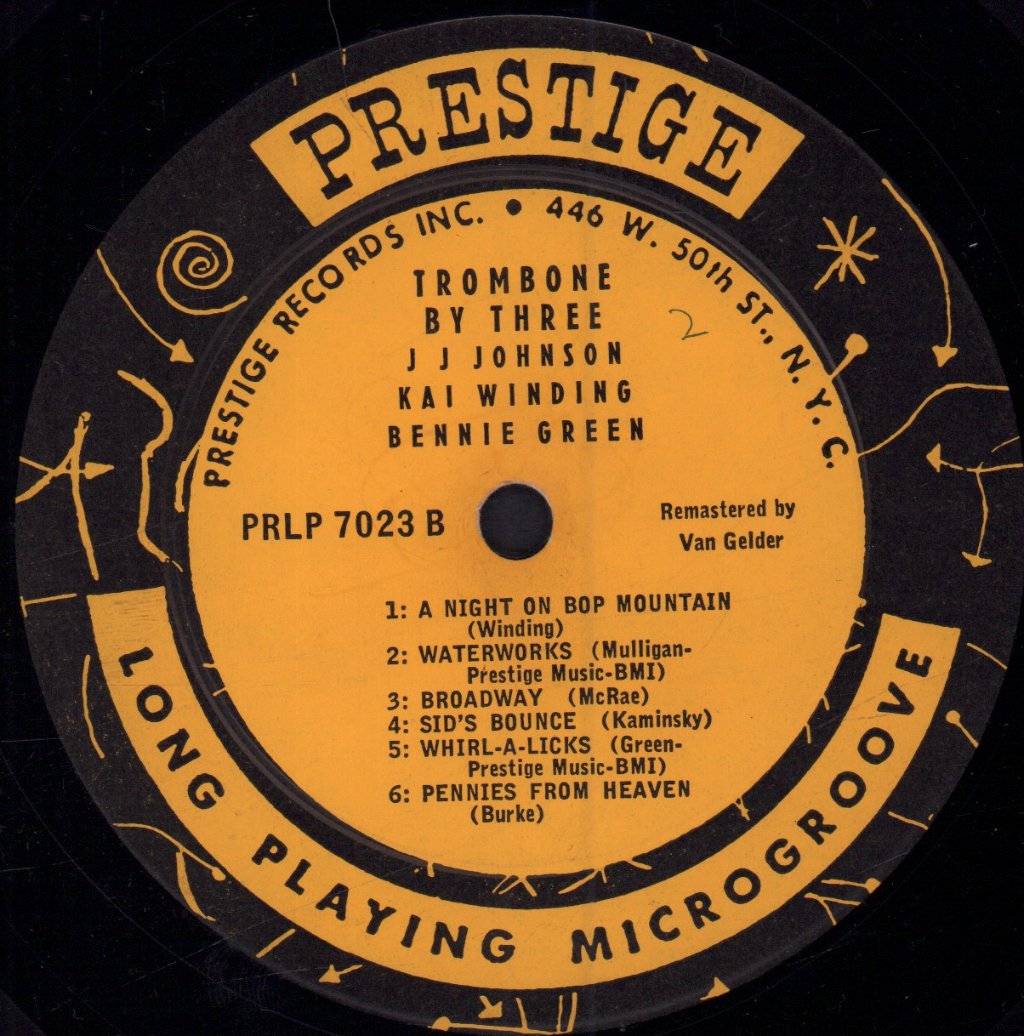 PRESTIGE
PRESTIGE RECORDS INC. • 446 W. 50th ST., N.Y.C.
TROMBONE
BY THREE
2
J J JOHNSON
KAI WINDING
BENNIE GREEN
PRLP 7023 B
Remastered by
Van Gelder
1: A NIGHT ON BOP MOUNTAIN
(Winding)
2: WATERWORKS (Mulligan-
Prestige Music-BMI)
3: BROADWAY (McRae)
4: SID'S BOUNCE (Kaminsky)
5: WHIRL-A-LICKS (Green-
Prestige Music-BMI)
6: PENNIES FROM HEAVEN
(Burke)
LONG PLAYING MICROGROOVE